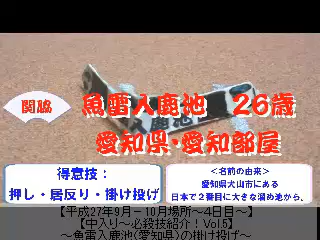 関脇
魚雷入鹿池 26歳
愛知県・愛知部屋
得意技：
押し・居反り・掛け投げ
＜名前の由来＞
愛知県犬山市にある
日本で2番目に大きな溜め池から、
【平成27年9月－10月場所～4日目～】
【中入り～必殺技紹介！Vol.5】
～魚雷入鹿池(愛知県)の掛け投げ～